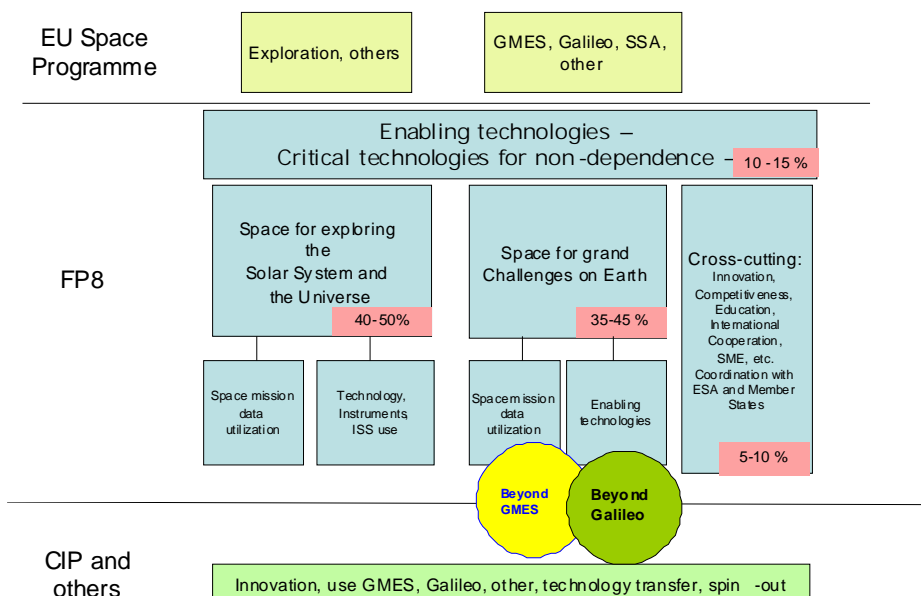 EU Space
Programme
Exploration, others
GMES, Galileo, SSA,
other
Enabling technologies –
Critical technologies for non -dependence -
10 -15 %
FP8
Space for exploring
the
Solar System and
the Universe
40-50%
Space for grand
Challenges on Earth
35-45 %
Cross-cutting:
Innovation,
Competitiveness,
Education,
International
Cooperation,
SME, etc.
Coordination with
ESA and Member
States
5-10 %
Space mission
data
utilization
Technology,
Instruments,
ISS use
Space mission
data
utilization
Enabling
technologies
Beyond
GMES
Beyond
Galileo
CIP and
others
Innovation, use GMES, Galileo, other, technology transfer, spin -out